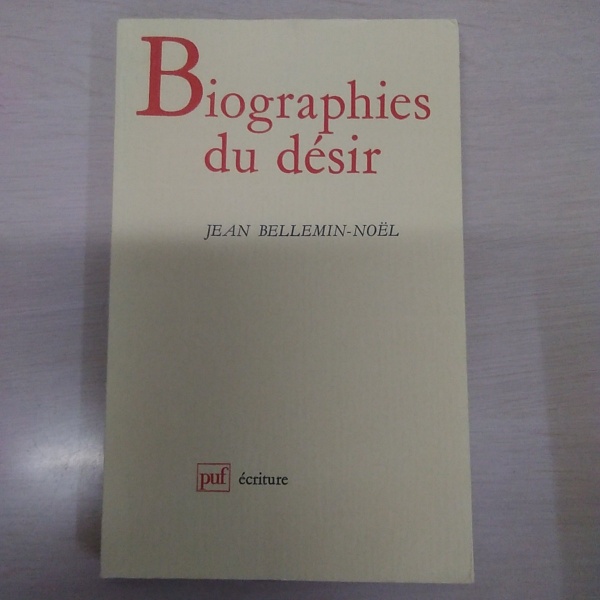 Biographies
du désir
JEAN BELLEMIN-NOËL
puf écriture